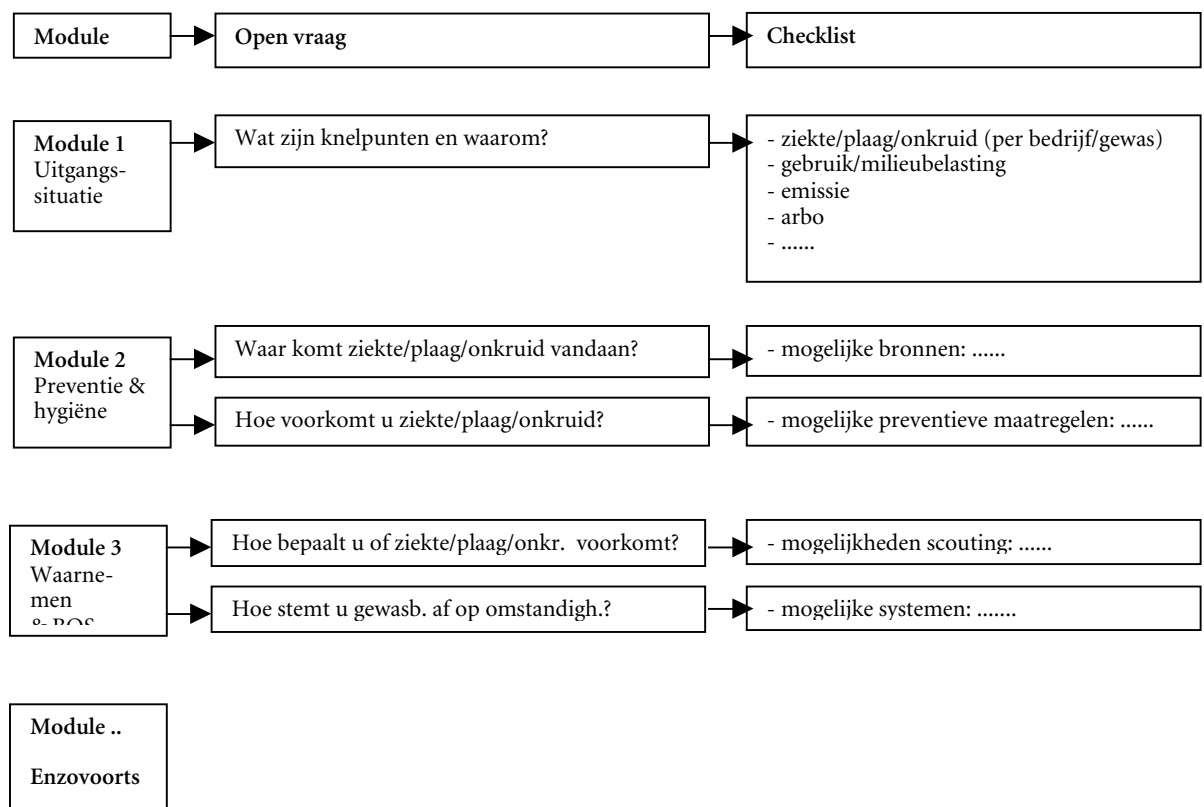 Module
Open vraag
Checklist
Module 1
Uitgangs-
situatie
Wat zijn knelpunten en waarom?
- ziekte/plaag/onkruid (per bedrijf/gewas)
- gebruik/milieubelasting
- emissie
- arbo
- ......
Module 2
Preventie &
hygiëne
Waar komt ziekte/plaag/onkruid vandaan?
- mogelijke bronnen: ......
Hoe voorkomt u ziekte/plaag/onkruid?
- mogelijke preventieve maatregelen: ......
Module 3
Waarne-
men
Hoe bepaalt u of ziekte/plaag/onkr. voorkomt?
- mogelijkheden scouting: ......
Hoe stemt u gewasb. af op omstandigh.?
- mogelijke systemen: .......
Module ..
Enzovoorts